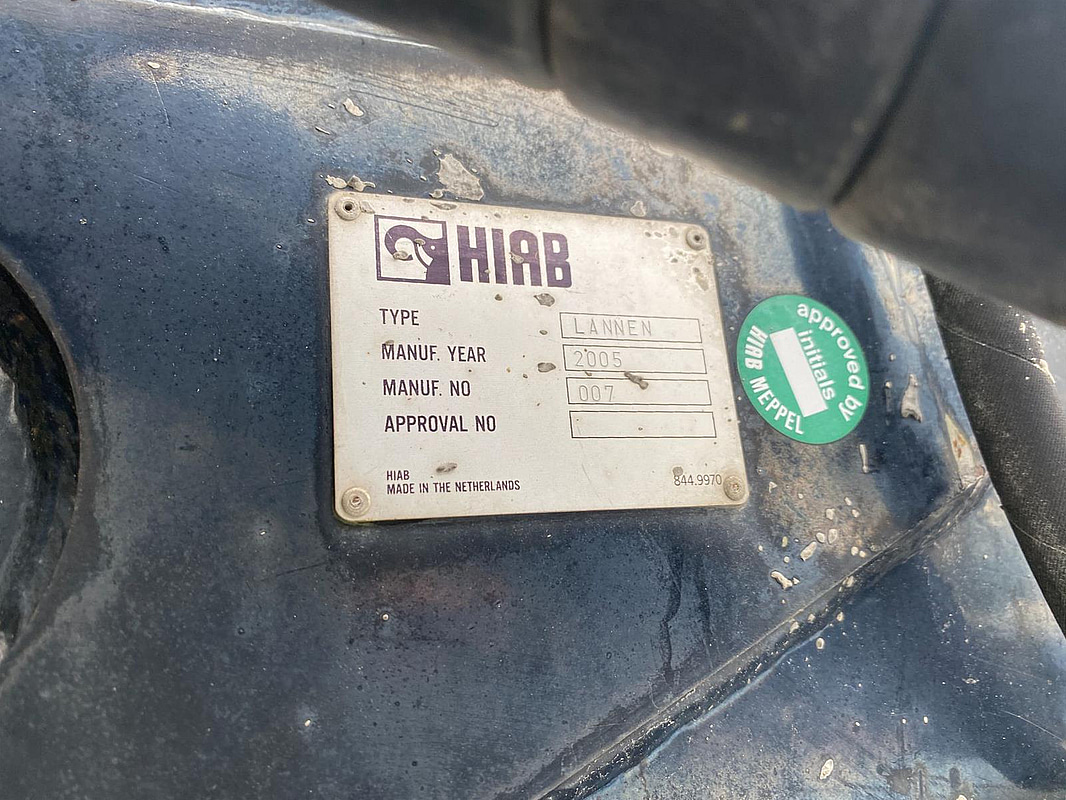 HIAB
TYPE LANNEN
MANUF. YEAR 2005
MANUF. NO 007
APPROVAL NO
HIAB
MADE IN THE NETHERLANDS
844.9970
approved by
initials
HIAB MEPPEL